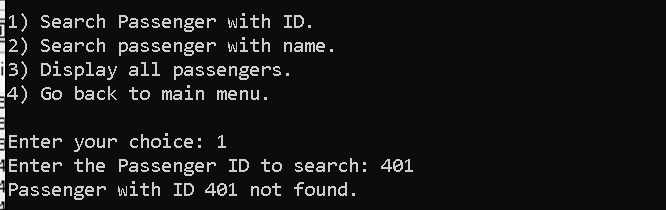 1) Search Passenger with ID.
2) Search passenger with name.
3) Display all passengers.
4) Go back to main menu.
Enter your choice: 1
Enter the Passenger ID to search: 401
Passenger with ID 401 not found.